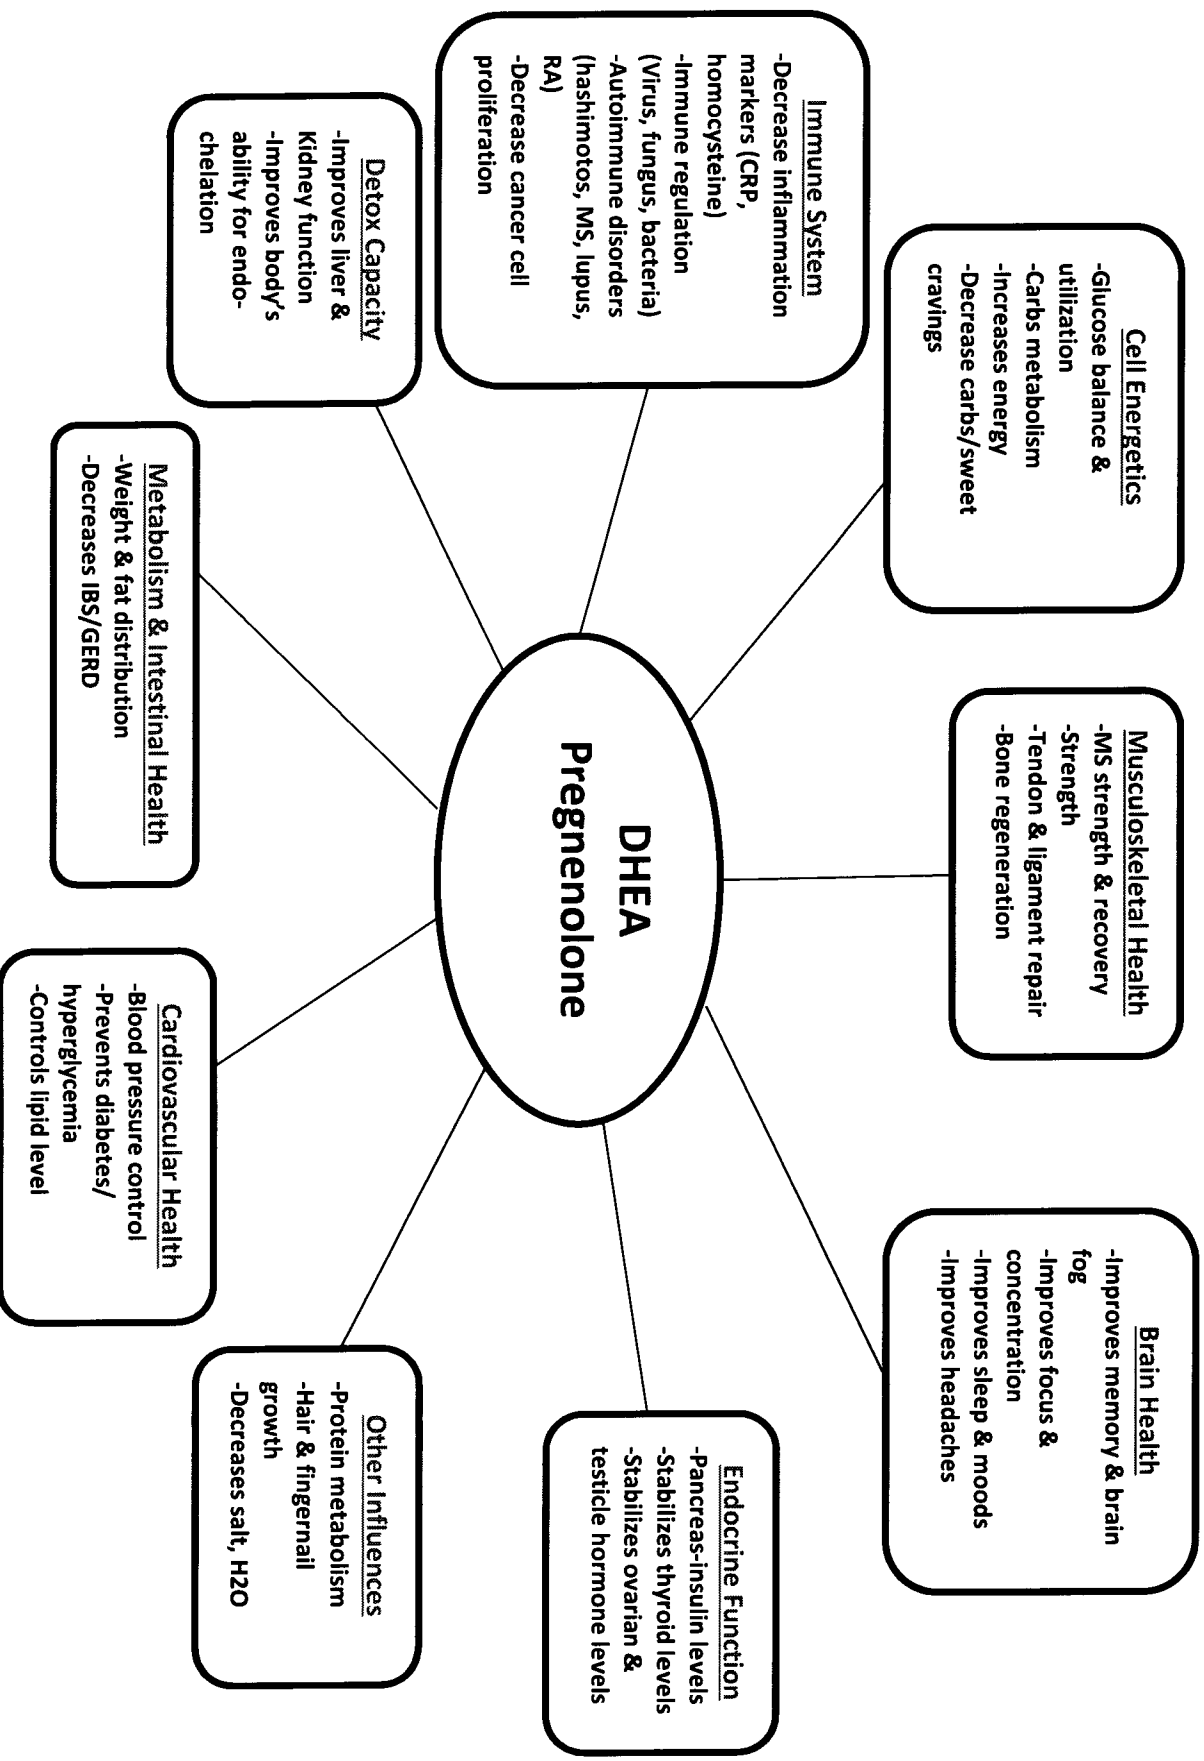 Cell Energetics
-Glucose balance &
utilization
-Carbs metabolism
-Increases energy
-Decrease carbs/sweet
cravings
Musculoskeletal Health
-MS strength & recovery
-Strength
-Tendon & ligament repair
-Bone regeneration
Brain Health
-Improves memory & brain
fog
-Improves focus &
concentration
-Improves sleep & moods
-Improves headaches
Immune System
-Decrease inflammation
markers (CRP,
homocysteine)
-Immune regulation
(Virus, fungus, bacteria)
-Autoimmune disorders
(hashimotos, MS, lupus,
RA)
-Decrease cancer cell
proliferation
DHEA
Pregnenolone
Endocrine Function
-Pancreas-insulin levels
-Stabilizes thyroid levels
-Stabilizes ovarian &
testicle hormone levels
Detox Capacity
-Improves liver &
Kidney function
-Improves body's
ability for endo-
chelation
Metabolism & Intestinal Health
-Weight & fat distribution
-Decreases IBS/GERD
Cardiovascular Health
-Blood pressure control
-Prevents diabetes/
hyperglycemia
-Controls lipid level
Other Influences
-Protein metabolism
-Hair & fingernail
growth
-Decreases salt, H2O